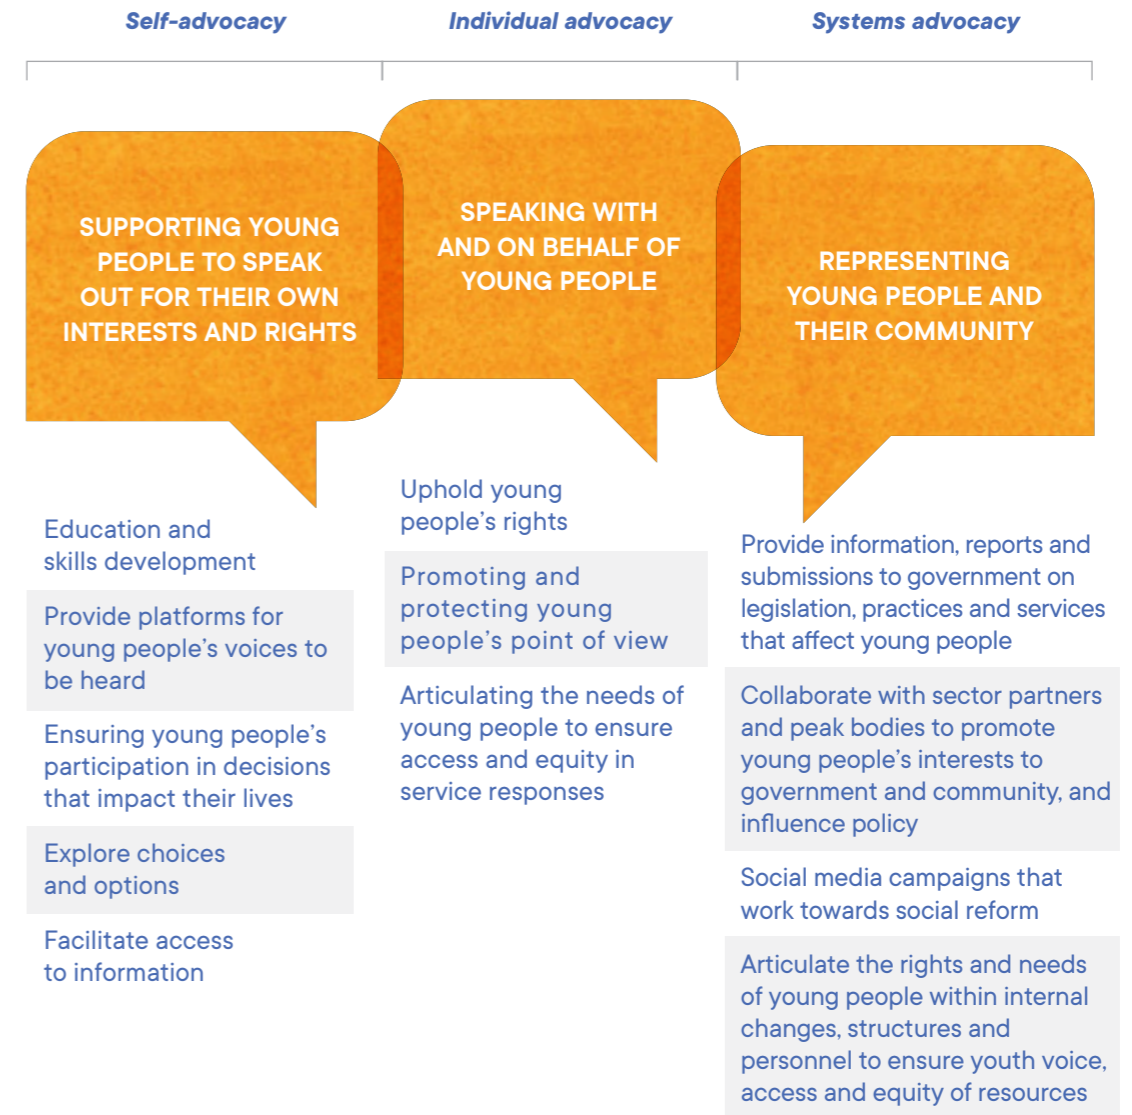 Self-advocacy
Individual advocacy
Systems advocacy
SUPPORTING YOUNG
PEOPLE TO SPEAK
OUT FOR THEIR OWN
INTERESTS AND RIGHTS
SPEAKING WITH
AND ON BEHALF OF
YOUNG PEOPLE
REPRESENTING
YOUNG PEOPLE AND
THEIR COMMUNITY
Education and
skills development
Provide platforms for
young people’s voices to
be heard
Ensuring young people’s
participation in decisions
that impact their lives
Explore choices
and options
Facilitate access
to information
Uphold young
people’s rights
Promoting and
protecting young
people’s point of view
Articulating the needs of
young people to ensure
access and equity in
service responses
Provide information, reports and
submissions to government on
legislation, practices and services
that affect young people
Collaborate with sector partners
and peak bodies to promote
young people’s interests to
government and community, and
influence policy
Social media campaigns that
work towards social reform
Articulate the rights and needs
of young people within internal
changes, structures and
personnel to ensure youth voice,
access and equity of resources